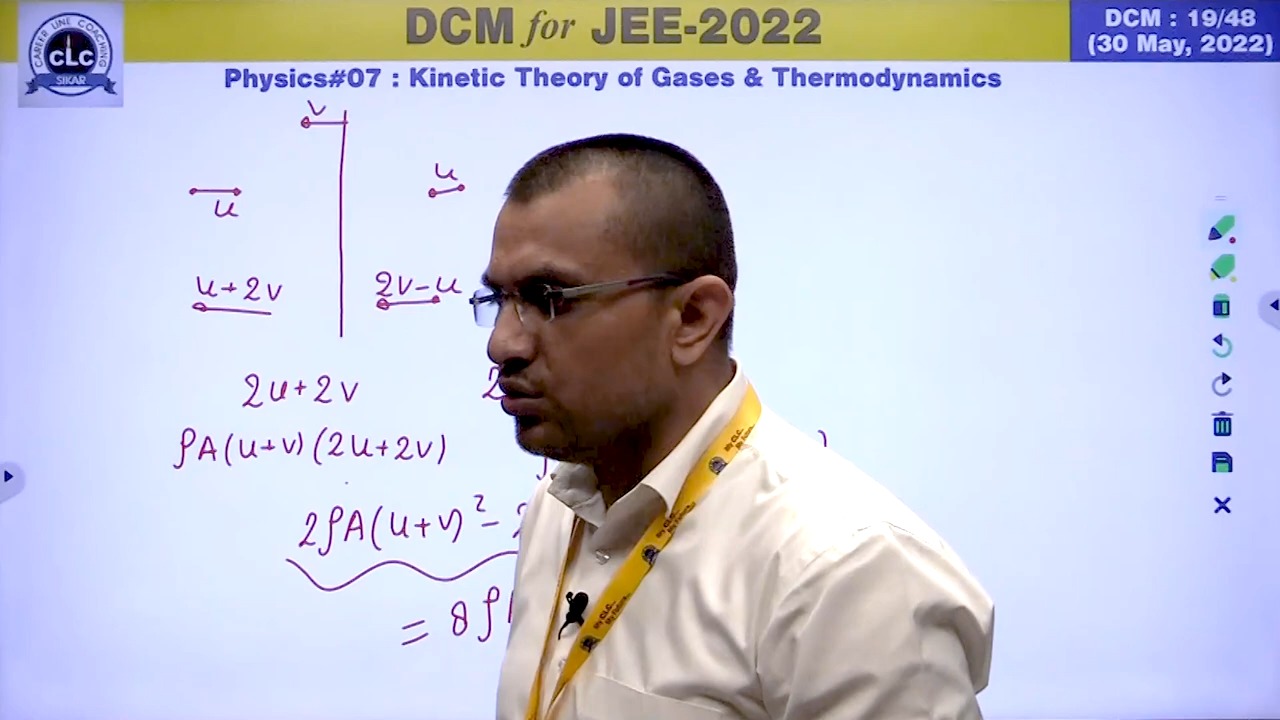 DCM for JEE-2022
DCM : 19/48
(30 May, 2022)
CAREER LINE COACHING
CLC
SIKAR
Physics#07 : Kinetic Theory of Gases & Thermodynamics
v
u
u
u+2v
2v-u
2u+2v
2
ρA(u+v)(2u+2v)
)
2ρA(u+v)² -
= 8ρ